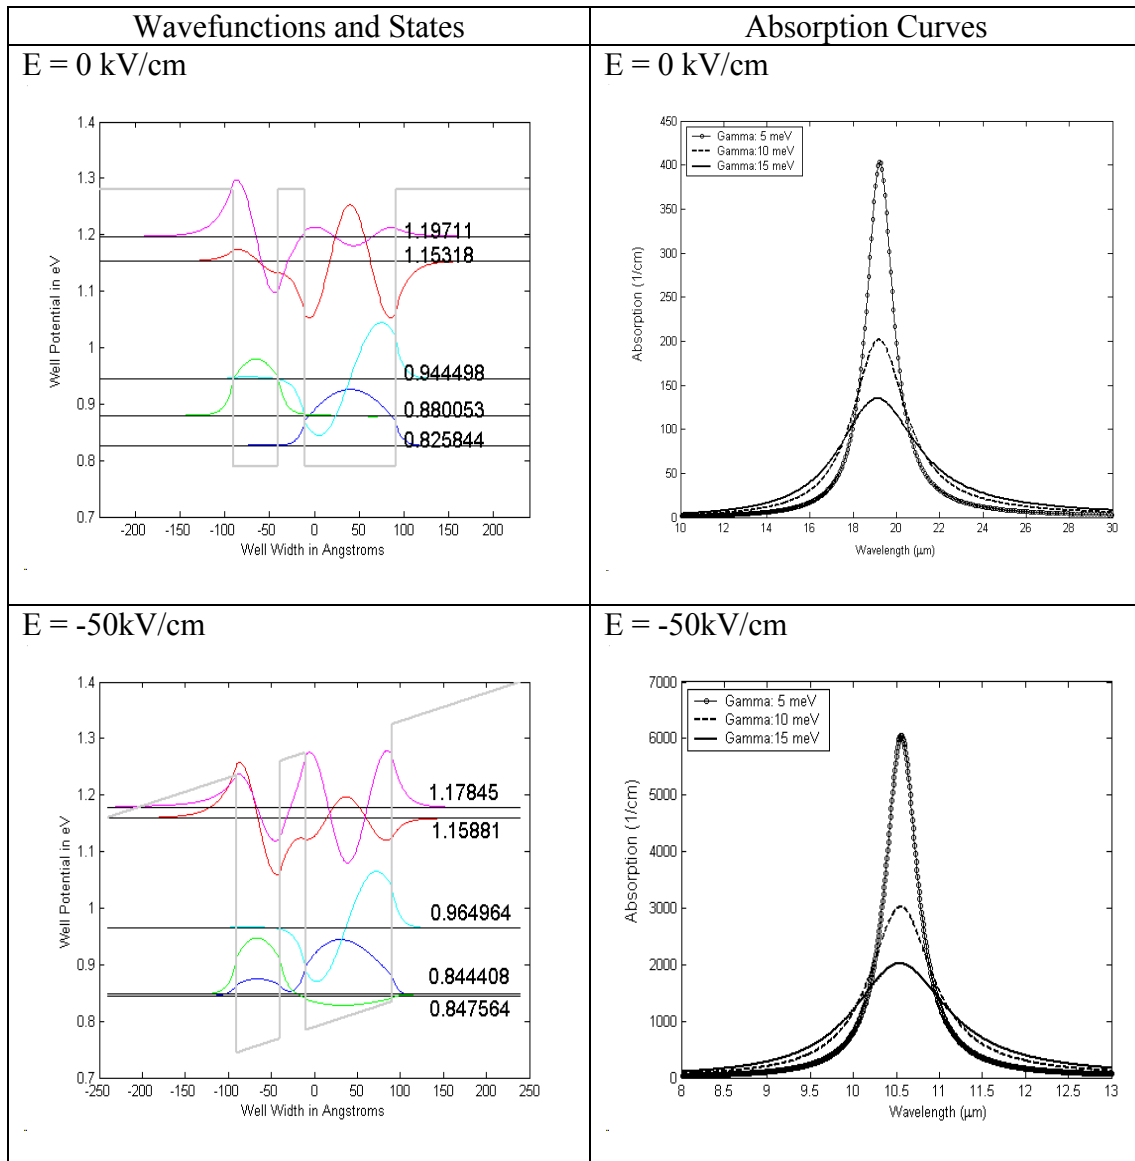 Wavefunctions and States
Absorption Curves
E = 0 kV/cm
1.4
1.3
1.2
1.1
1
0.9
0.8
0.7
Well Potential in eV
1.19711
1.15318
0.944498
0.880053
0.825844
-200 -150 -100 -50 0 50 100 150 200
Well Width in Angstroms
E = 0 kV/cm
450
400
350
300
250
200
150
100
50
0
Absorption (1/cm)
Gamma: 5 meV
Gamma:10 meV
Gamma:15 meV
10 12 14 16 18 20 22 24 26 28 30
Wavelength (μm)
E = -50kV/cm
1.4
1.3
1.2
1.1
1
0.9
0.8
0.7
Well Potential in eV
1.17845
1.15881
0.964964
0.844408
0.847564
-250 -200 -150 -100 -50 0 50 100 150 200 250
Well Width in Angstroms
E = -50kV/cm
7000
6000
5000
4000
3000
2000
1000
0
Absorption (1/cm)
Gamma: 5 meV
Gamma:10 meV
Gamma:15 meV
8 8.5 9 9.5 10 10.5 11 11.5 12 12.5 13
Wavelength (μm)